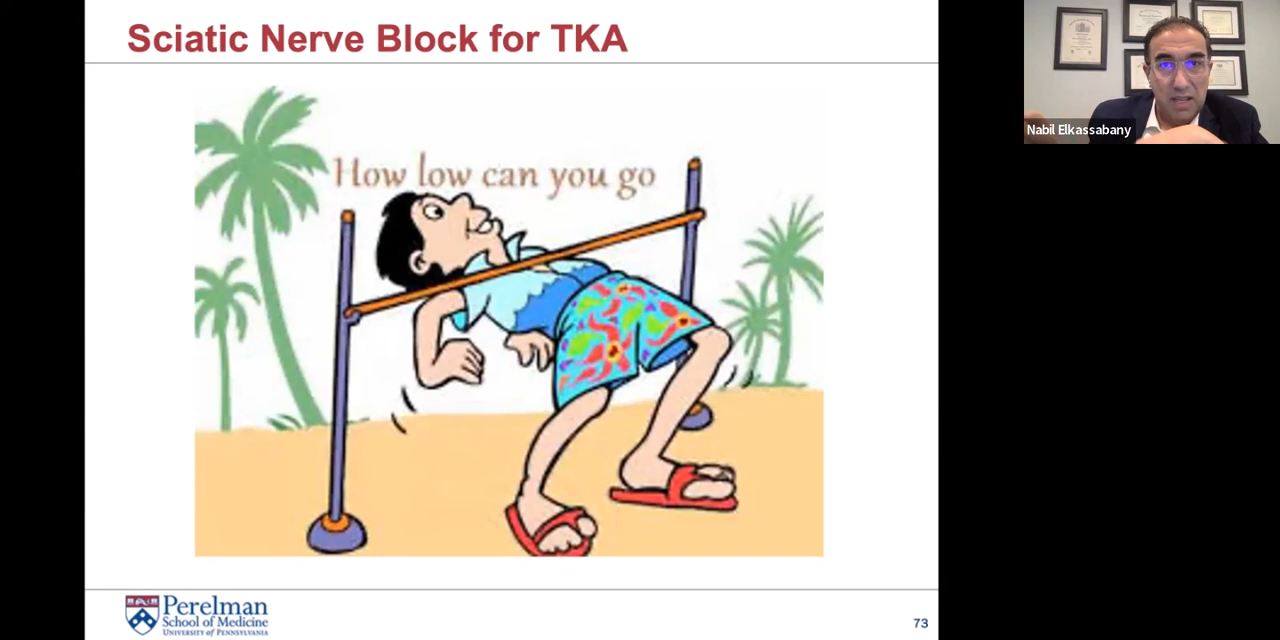 Sciatic Nerve Block for TKA
How low can you go
Perelman
School of Medicine
UNIVERSITY of PENNSYLVANIA
73
Nabil Elkassabany